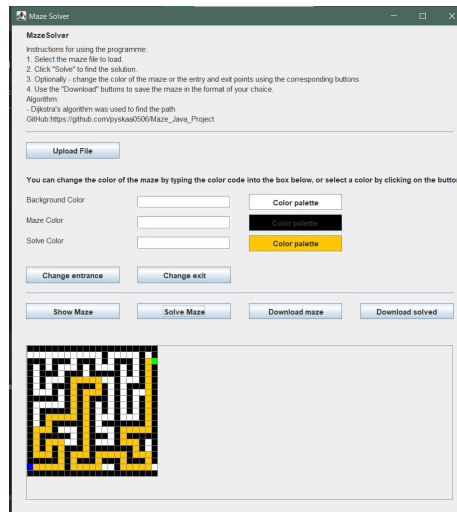 Maze Solver
MazeSolver
Instructions for using the programme:
1. Select the maze file to load.
2. Click "Solve" to find the solution.
3. Optionally - change the color of the maze or the entry and exit points using the corresponding buttons
4. Use the "Download" buttons to save the maze in the format of your choice.
Algorithm:
- Dijkstra's algorithm was used to find the path
GitHub:https://github.com/pyskaa0506/Maze_Java_Project
Upload File
You can change the color of the maze by typing the color code into the box below, or select a color by clicking on the butto
Background Color
Color palette
Maze Color
Color palette
Solve Color
Color palette
Change entrance
Change exit
Show Maze
Solve Maze
Download maze
Download solved